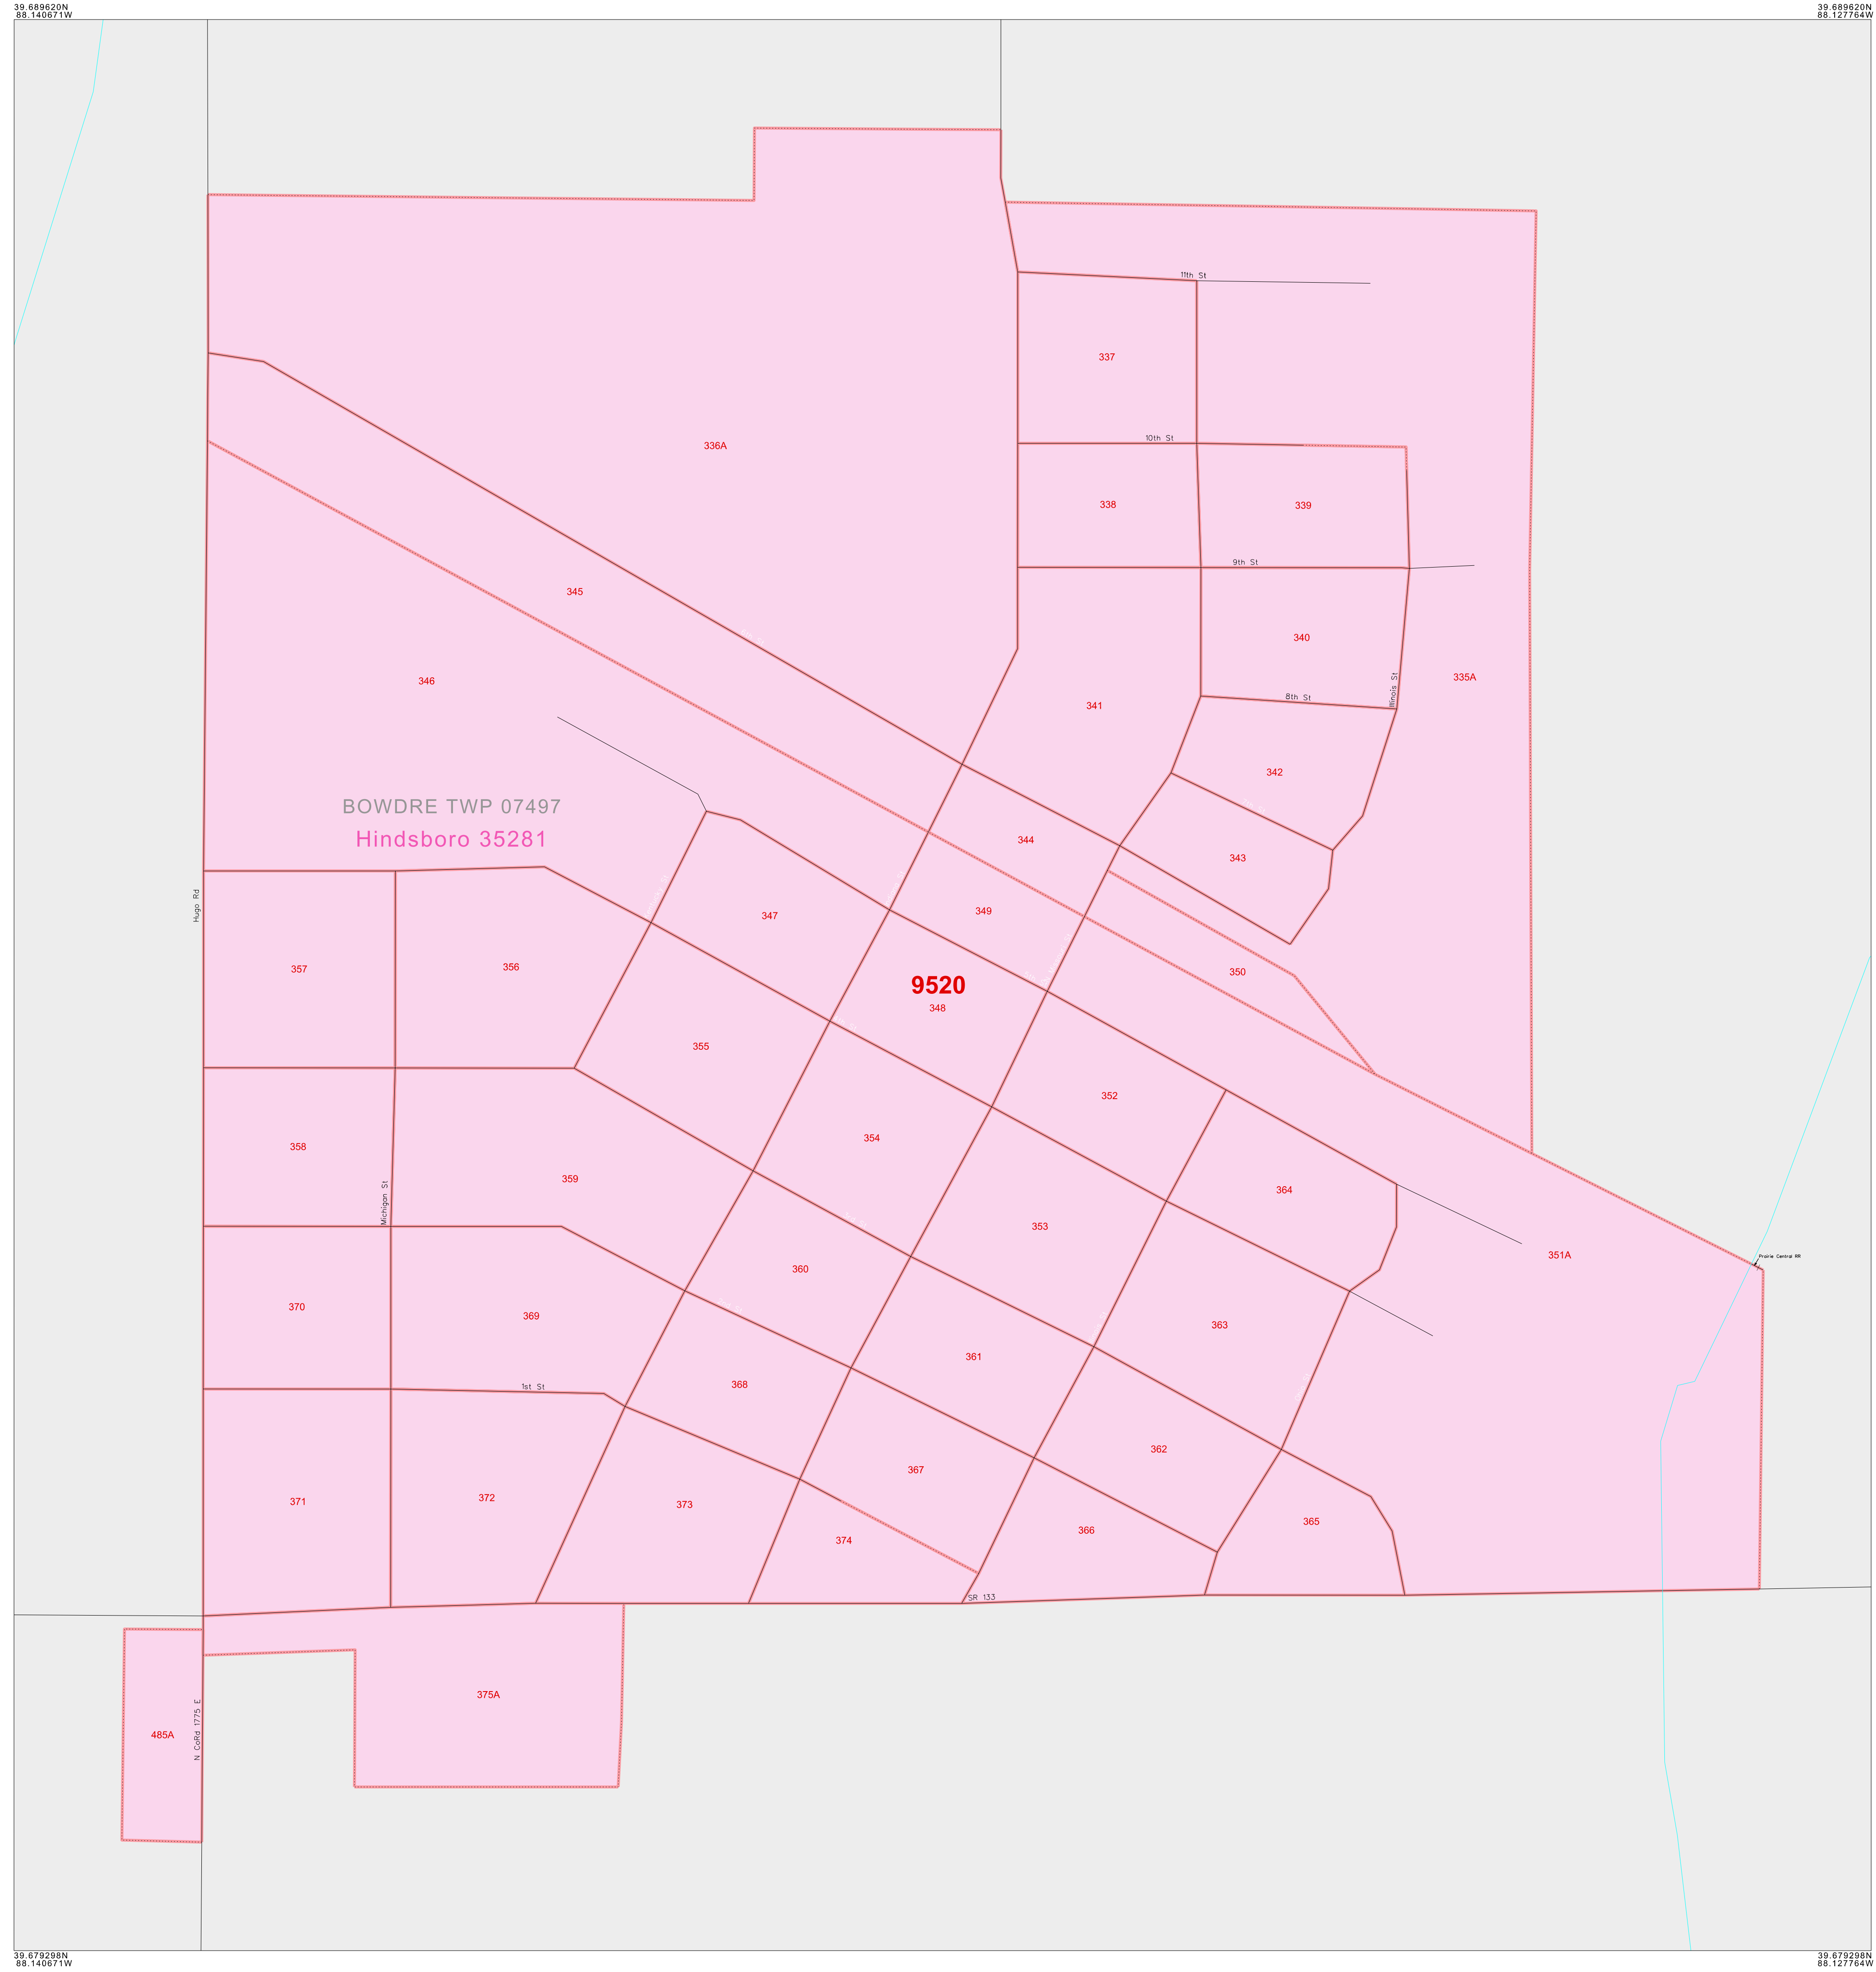 39.689620N
88.140671W
39.689620N
88.127764W
11th St
337
10th St
336A
338
339
9th St
345
340
335A
346
8th St
Illinois St
341
342
BOWDRE TWP 07497
Hindsboro 35281
344
343
Hugo Rd
347
349
357
356
350
9520
348
355
352
354
358
359
364
Michigan St
353
351A
Prairie Central RR
360
370
369
363
361
368
1st St
362
367
371
372
373
365
366
374
SR 133
375A
N CoRd 1775 E
485A
39.679298N
88.140671W
39.679298N
88.127764W